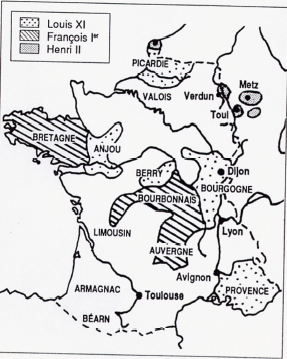 Louis XI
François Iᵉʳ
Henri II
PICARDIE
VALOIS
Verdun
Metz
Toul
BRETAGNE
ANJOU
BERRY
Dijon
BOURGOGNE
BOURBONNAIS
LIMOUSIN
Lyon
AUVERGNE
Avignon
PROVENCE
ARMAGNAC
Toulouse
BÉARN